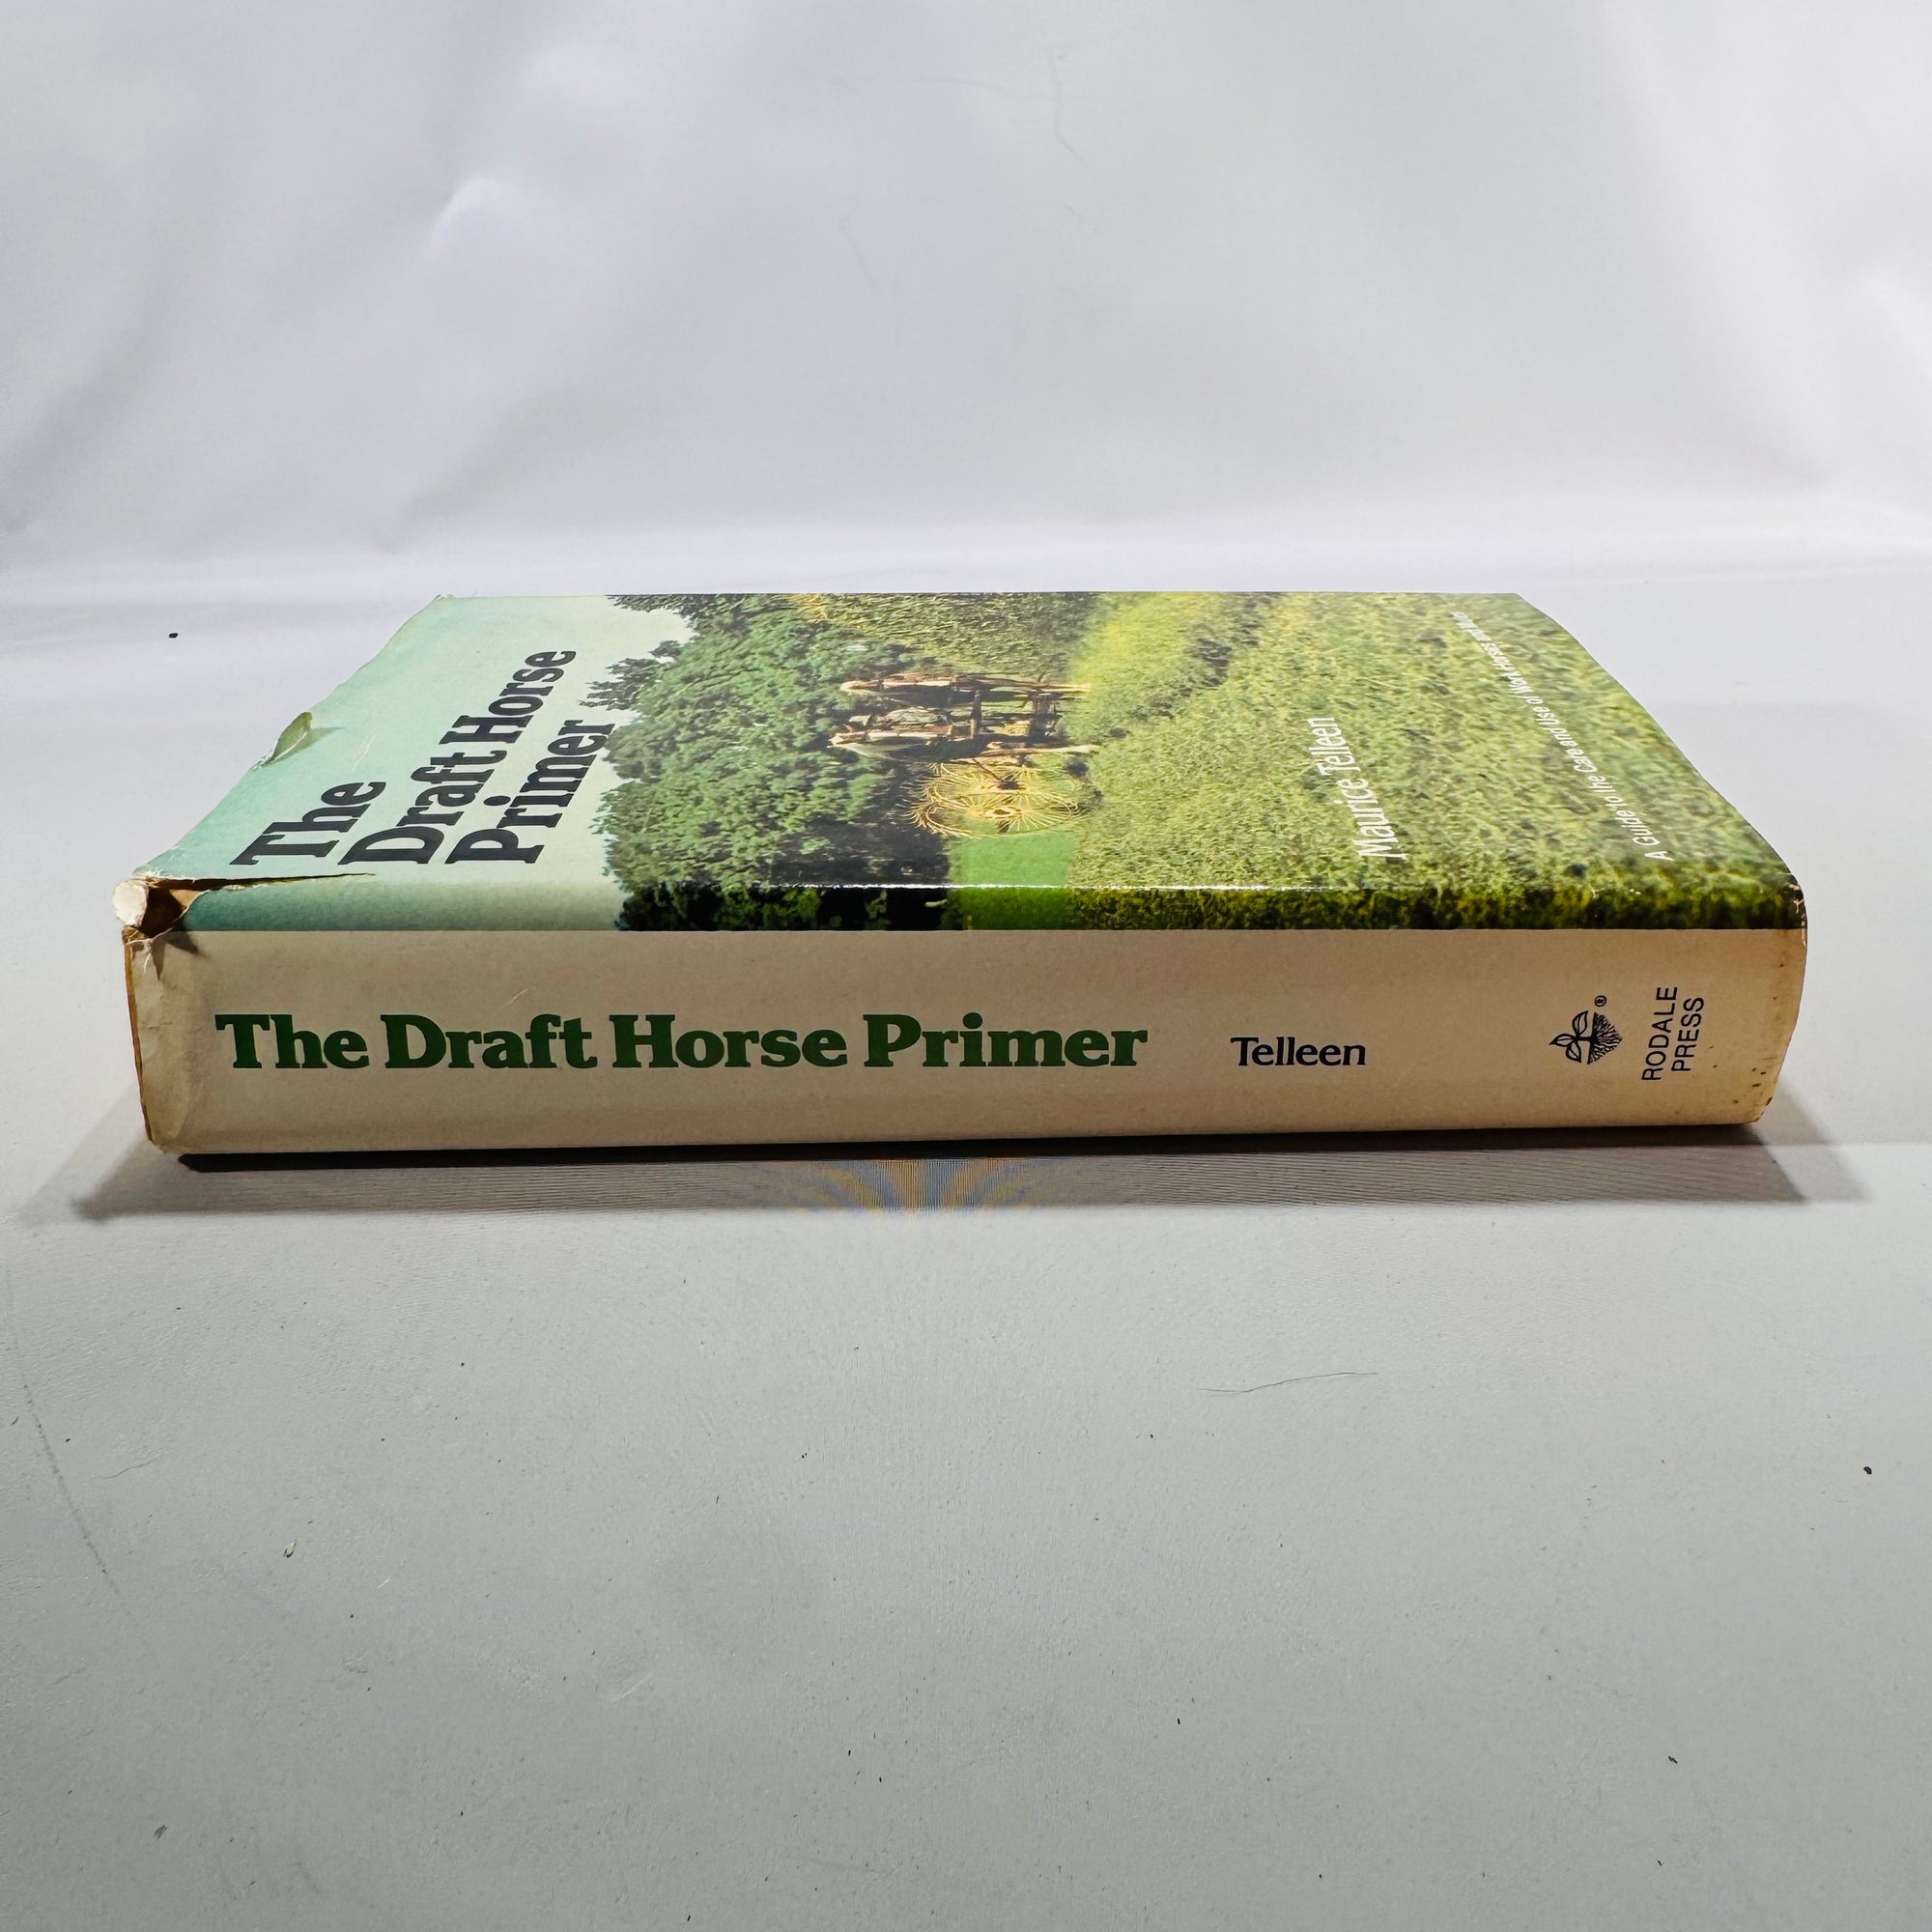 The
Draft Horse
Primer
Maurice Telleen
A Guide to the Care and Use of Work Horses and Mules
The Draft Horse Primer
Telleen
®
RODALE
PRESS